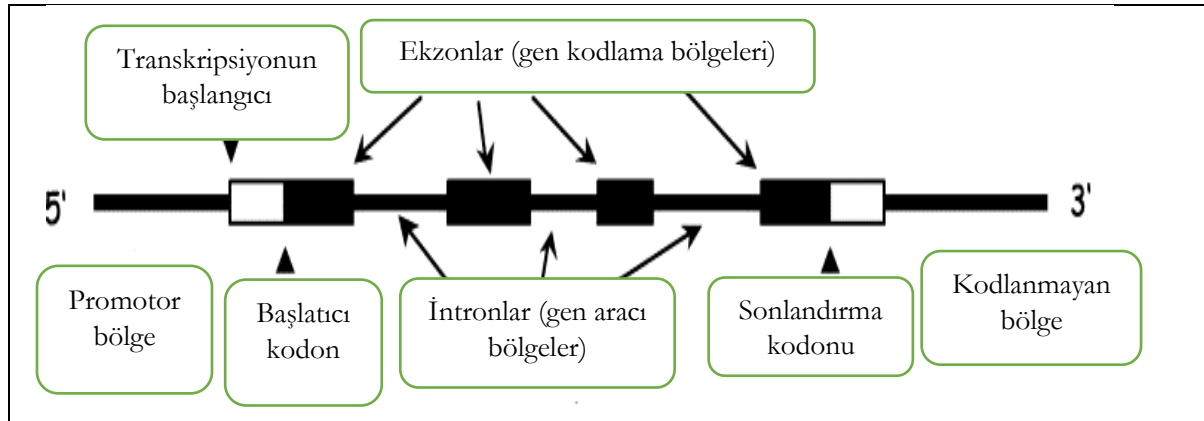 Transkripsiyonun
başlangıcı
Ekzonlar (gen kodlama bölgeleri)
5'
3'
Promotor
bölge
Başlatıcı
kodon
İntronlar (gen aracı
bölgeler)
Sonlandırma
kodonu
Kodlanmayan
bölge